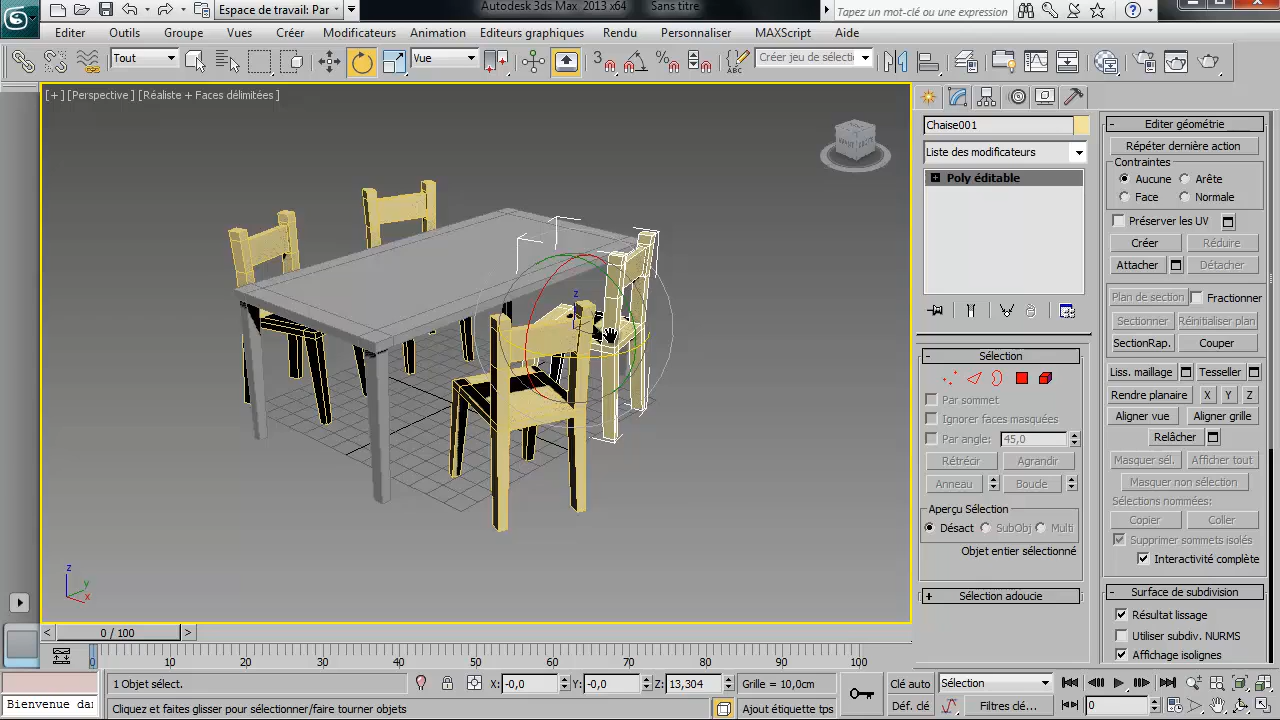 Espace de travail: Par
Autodesk 3ds Max 2013 x64
Sans titre
Tapez un mot-clé ou une expression
Editer
Outils
Groupe
Vues
Créer
Modificateurs
Animation
Editeurs graphiques
Rendu
Personnaliser
MAXScript
Aide
Tout
Vue
3
ABC
Créer jeu de sélectio
[ + ] [Perspective ] [Réaliste + Faces délimitées ]
z
z
y
x
Chaise001
Liste des modificateurs
Poly éditable
Sélection
Par sommet
Ignorer faces masquées
Par angle: 45,0
Rétrécir
Agrandir
Anneau
Boucle
Aperçu Sélection
Désact
SubObj
Multi
Objet entier sélectionné
Sélection adoucie
Editer géométrie
Répéter dernière action
Contraintes
Aucune
Arête
Face
Normale
Préserver les UV
Créer
Réduire
Attacher
Détacher
Plan de section
Fractionner
Sectionner
Réinitialiser plan
SectionRap.
Couper
Liss. maillage
Tesseller
Rendre planaire
X
Y
Z
Aligner vue
Aligner grille
Relâcher
Masquer sél.
Afficher tout
Masquer non sélection
Sélections nommées:
Copier
Coller
Supprimer sommets isolés
Interactivité complète
Surface de subdivision
Résultat lissage
Utiliser subdiv. NURMS
Affichage isolignes
< 0 / 100 >
0 10 20 30 40 50 60 70 80 90 100
1 Objet sélect.
X: -0,0
Y: -0,0
Z: 13,304
Grille = 10,0cm
Clé auto
Sélection
Bienvenue dan
Cliquez et faites glisser pour sélectionner/faire tourner objets
Ajout étiquette tps
Déf. clé
Filtres clé...
0